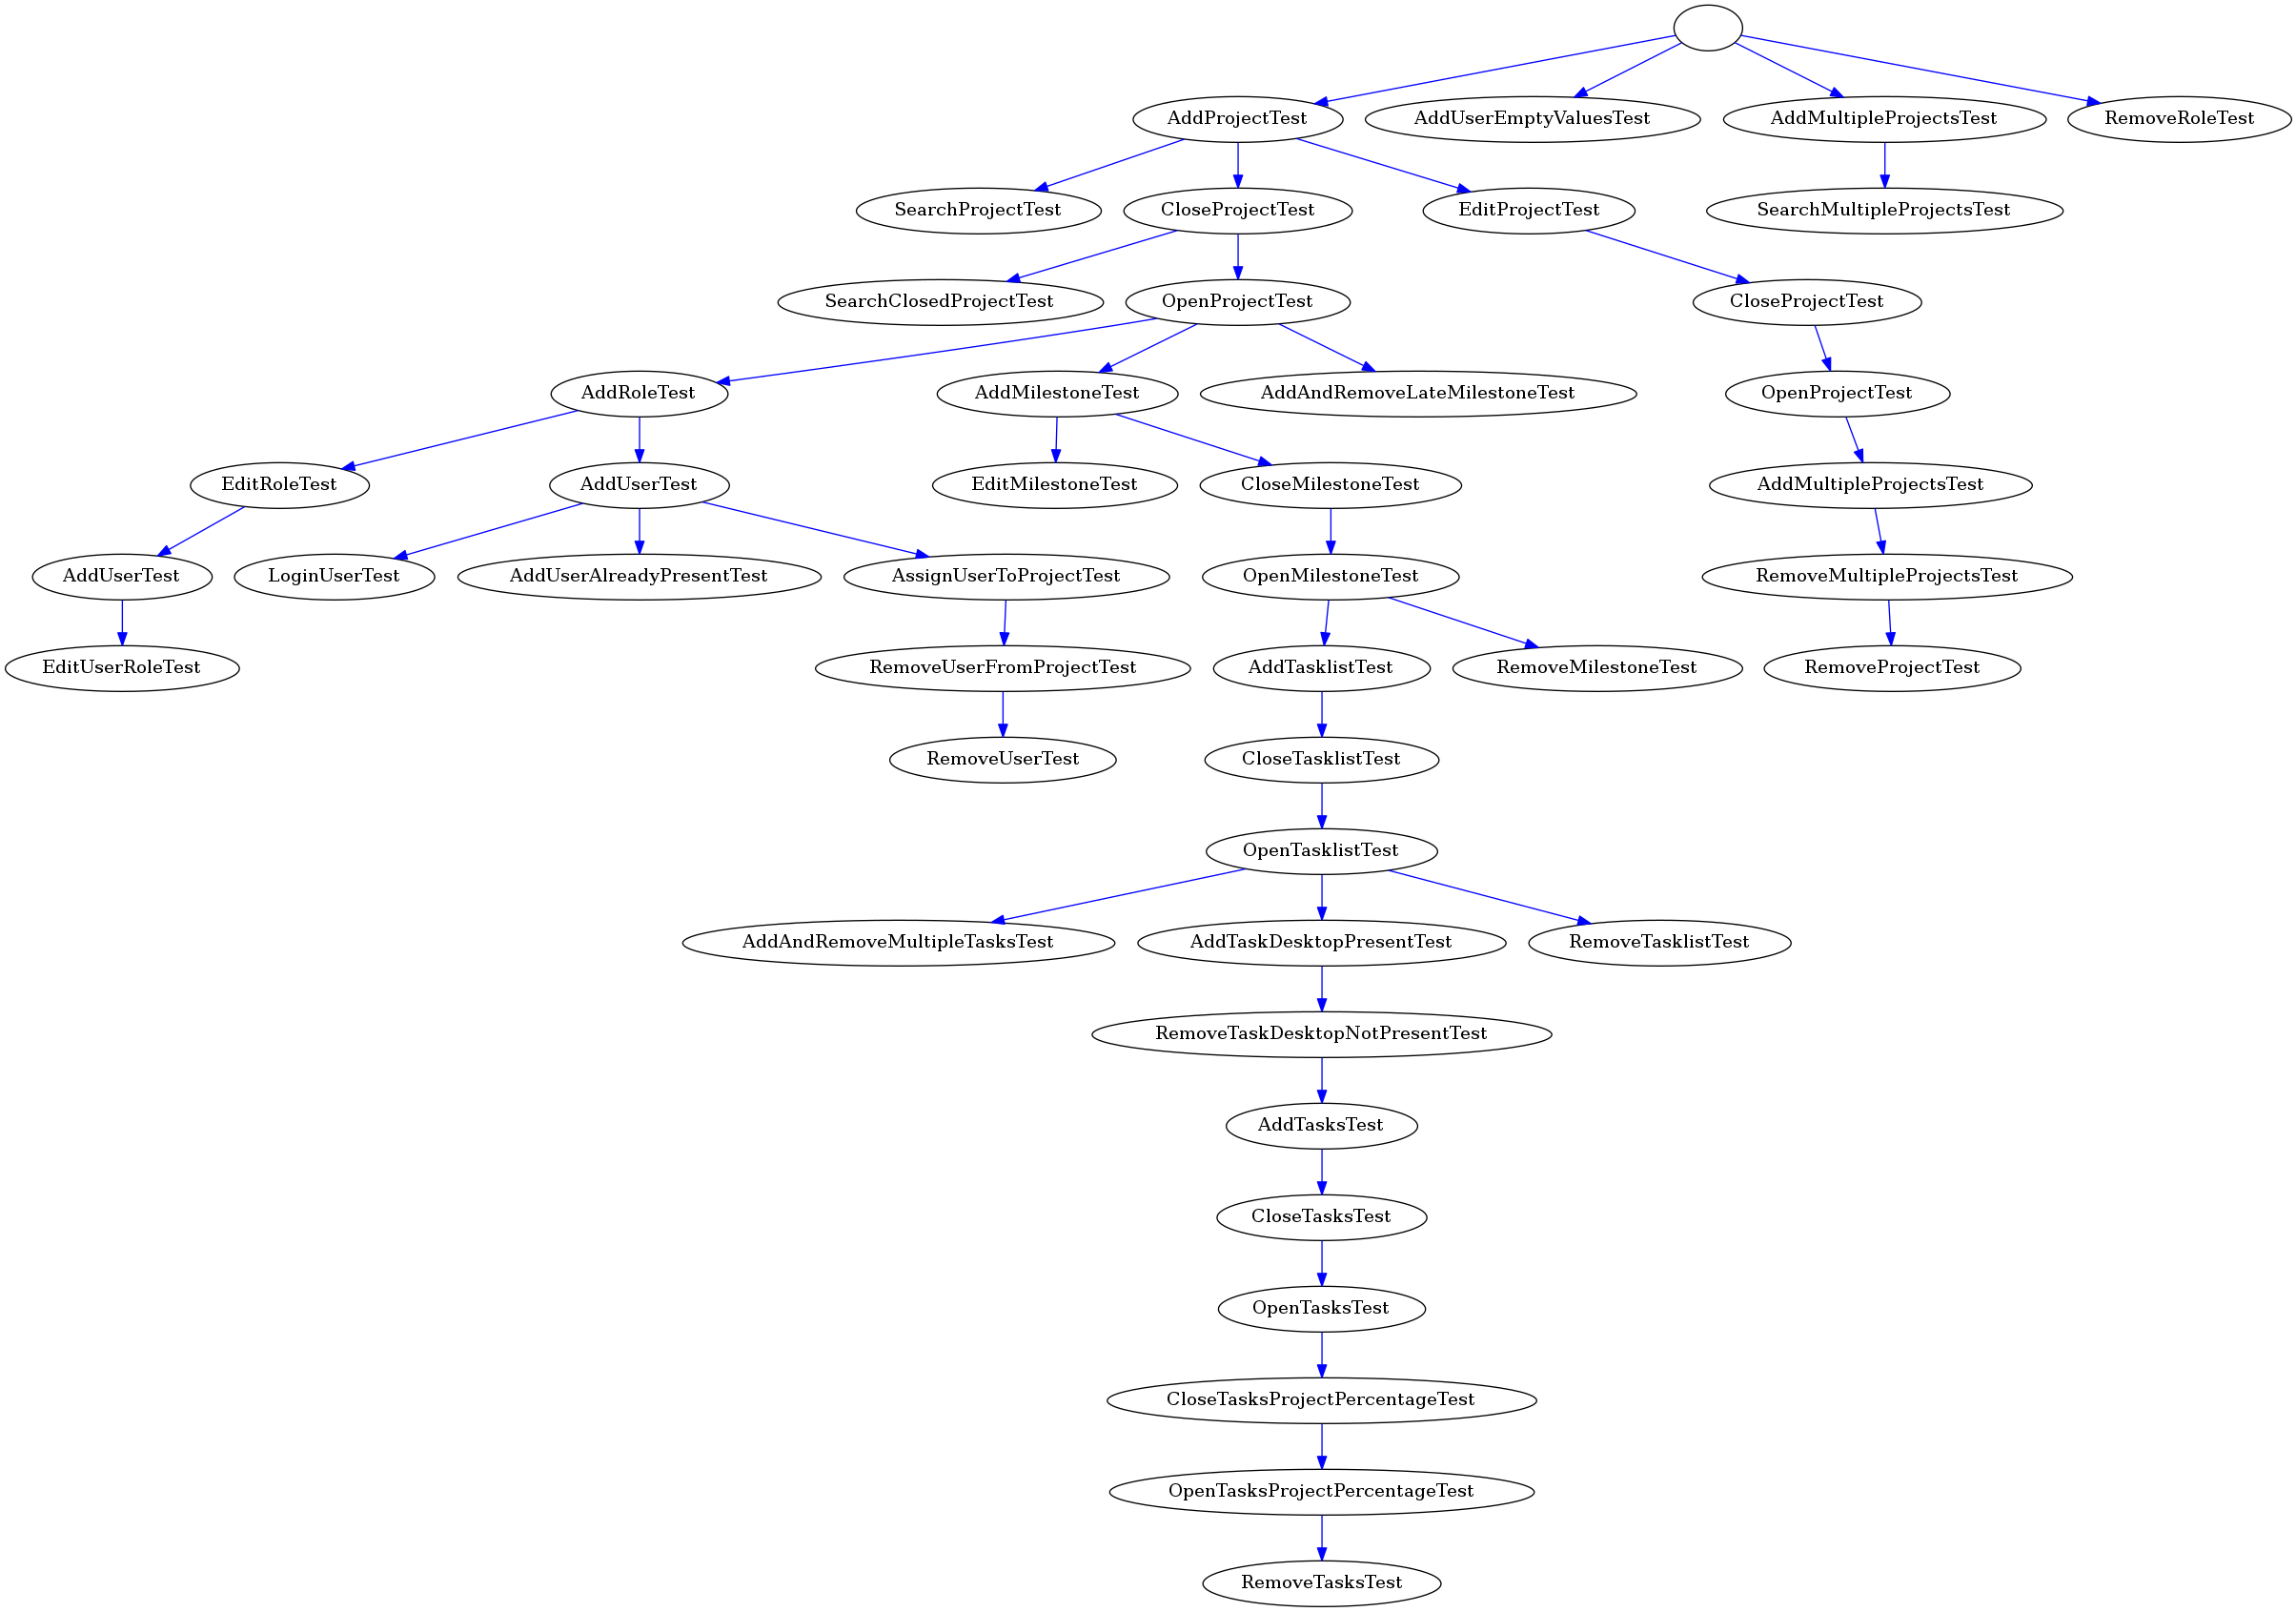 AddProjectTest
AddUserEmptyValuesTest
AddMultipleProjectsTest
RemoveRoleTest
SearchProjectTest
CloseProjectTest
EditProjectTest
SearchMultipleProjectsTest
SearchClosedProjectTest
OpenProjectTest
CloseProjectTest
AddRoleTest
AddMilestoneTest
AddAndRemoveLateMilestoneTest
OpenProjectTest
EditRoleTest
AddUserTest
EditMilestoneTest
CloseMilestoneTest
AddMultipleProjectsTest
AddUserTest
LoginUserTest
AddUserAlreadyPresentTest
AssignUserToProjectTest
OpenMilestoneTest
RemoveMultipleProjectsTest
EditUserRoleTest
RemoveUserFromProjectTest
AddTasklistTest
RemoveMilestoneTest
RemoveProjectTest
RemoveUserTest
CloseTasklistTest
OpenTasklistTest
AddAndRemoveMultipleTasksTest
AddTaskDesktopPresentTest
RemoveTasklistTest
RemoveTaskDesktopNotPresentTest
AddTasksTest
CloseTasksTest
OpenTasksTest
CloseTasksProjectPercentageTest
OpenTasksProjectPercentageTest
RemoveTasksTest